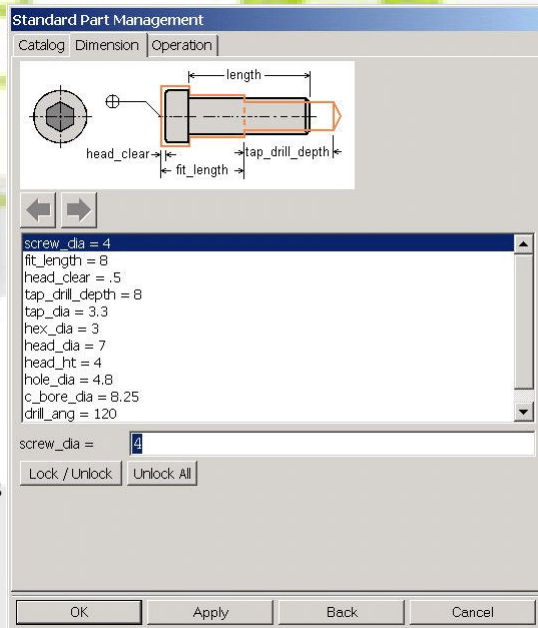 Standard Part Management
Catalog Dimension Operation
length
head_clear
tap_drill_depth
fit_length
screw_dia = 4
fit_length = 8
head_clear = .5
tap_drill_depth = 8
tap_dia = 3.3
hex_dia = 3
head_dia = 7
head_ht = 4
hole_dia = 4.8
c_bore_dia = 8.25
drill_ang = 120
screw_dia = 4
Lock / Unlock Unlock All
OK Apply Back Cancel